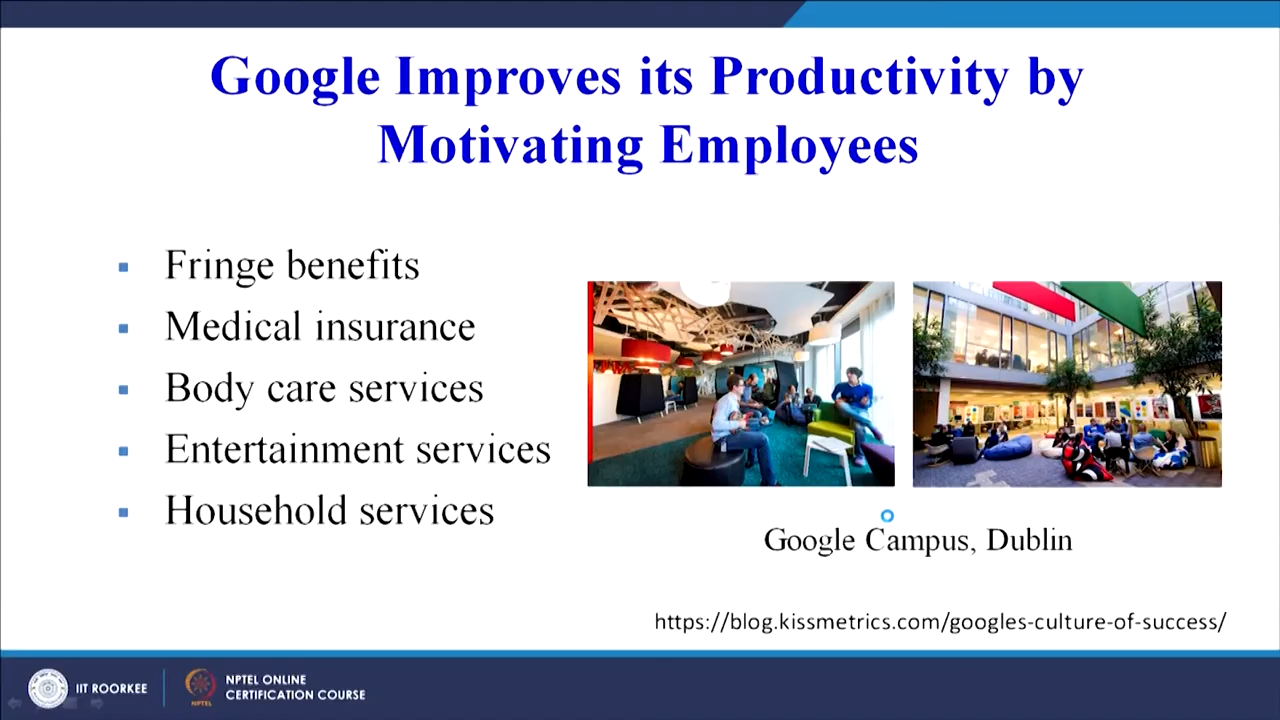 Google Improves its Productivity by
Motivating Employees
▪ Fringe benefits
▪ Medical insurance
▪ Body care services
▪ Entertainment services
▪ Household services
Google Campus, Dublin
https://blog.kissmetrics.com/googles-culture-of-success/
IIT ROORKEE
NPTEL
NPTEL ONLINE
CERTIFICATION COURSE